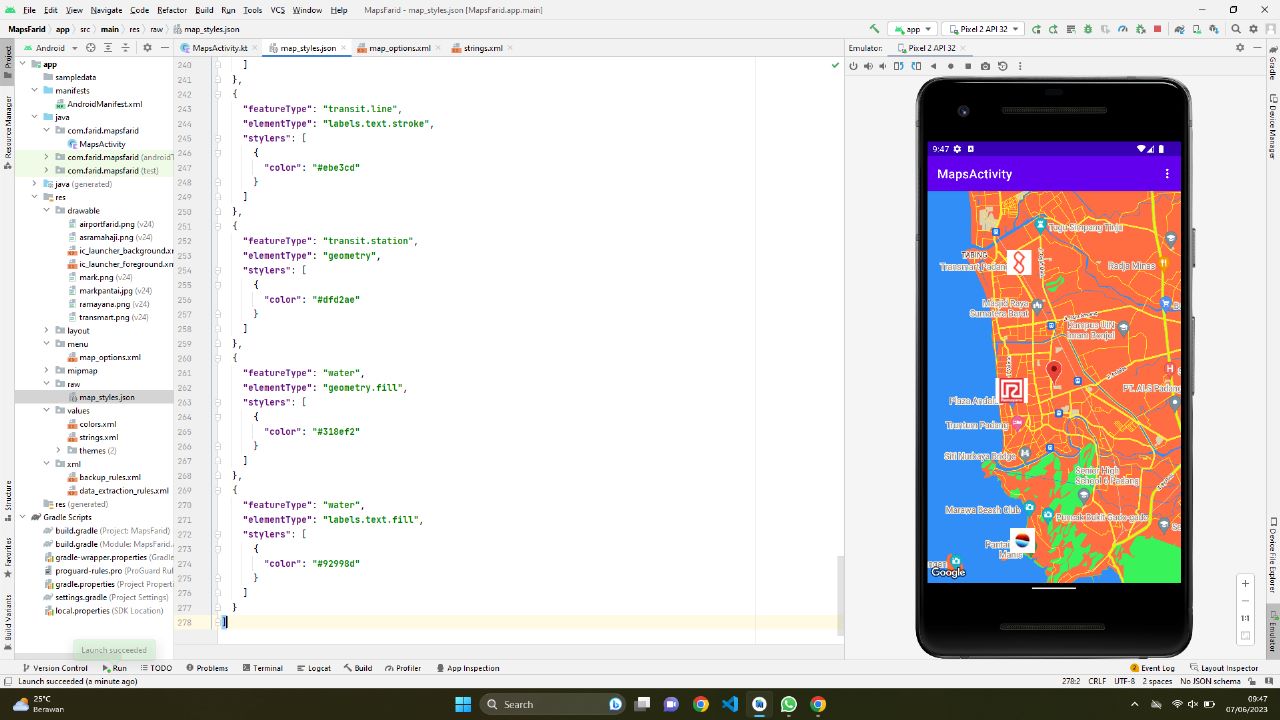 File Edit View Navigate Code Refactor Build Run Tools VCS Window Help MapsFarid - map_styles.json [MapsFarid.app.main]
MapsFarid app src main res raw map_styles.json
app Pixel 2 API 32
Android
MapsActivity.kt map_styles.json map_options.xml strings.xml
Emulator: Pixel 2 API 32
Project
Resource Manager
Structure
Favorites
Build Variants
app
sampledata
manifests
AndroidManifest.xml
java
com.farid.mapsfarid
MapsActivity
com.farid.mapsfarid (androidT
com.farid.mapsfarid (test)
java (generated)
res
drawable
airportfarid.png (v24)
asramahaji.png (v24)
ic_launcher_background.xm
ic_launcher_foreground.xm
mark.png (v24)
markpantai.jpg (v24)
ramayana.png (v24)
transmart.png (v24)
layout
menu
map_options.xml
mipmap
raw
map_styles.json
values
colors.xml
strings.xml
themes (2)
xml
backup_rules.xml
data_extraction_rules.xml
res (generated)
Gradle Scripts
build.gradle (Project: MapsFarid)
build.gradle (Module: MapsFarid.a
gradle-wrapper.properties (Gradle
proguard-rules.pro (ProGuard Rul
gradle.properties (Project Properti
settings.gradle (Project Settings)
local.properties (SDK Location)
Launch succeeded
240 ]
241 },
242 {
243 "featureType": "transit.line",
244 "elementType": "labels.text.stroke",
245 "stylers": [
246 {
247 "color": "#ebe3cd"
248 }
249 ]
250 },
251 {
252 "featureType": "transit.station",
253 "elementType": "geometry",
254 "stylers": [
255 {
256 "color": "#dfd2ae"
257 }
258 ]
259 },
260 {
261 "featureType": "water",
262 "elementType": "geometry.fill",
263 "stylers": [
264 {
265 "color": "#318ef2"
266 }
267 ]
268 },
269 {
270 "featureType": "water",
271 "elementType": "labels.text.fill",
272 "stylers": [
273 {
274 "color": "#92998d"
275 }
276 ]
277 }
278 ]
9:47
MapsActivity
Tugu Simpang Tinju
TABING
Transmart Padang
Radja Minas
Masjid Raya
Sumatera Barat
Kampus UIN
Imam Bonjol
PT. ALS Padang
Plaza Andal
Ramayana
Truntum Padang
Siti Nurbaya Bridge
Senior High
School 6 Padang
Marawa Beach Club
Puncak Bukit Gado-gado
Pantai
Manis
Google
1:1
Gradle
Device Manager
Device File Explorer
Emulator
Version Control Run TODO Problems Terminal Logcat Build Profiler App Inspection Event Log Layout Inspector
Launch succeeded (a minute ago) 278:2 CRLF UTF-8 2 spaces No JSON schema
25°C
Berawan
Search
09:47
07/06/2023